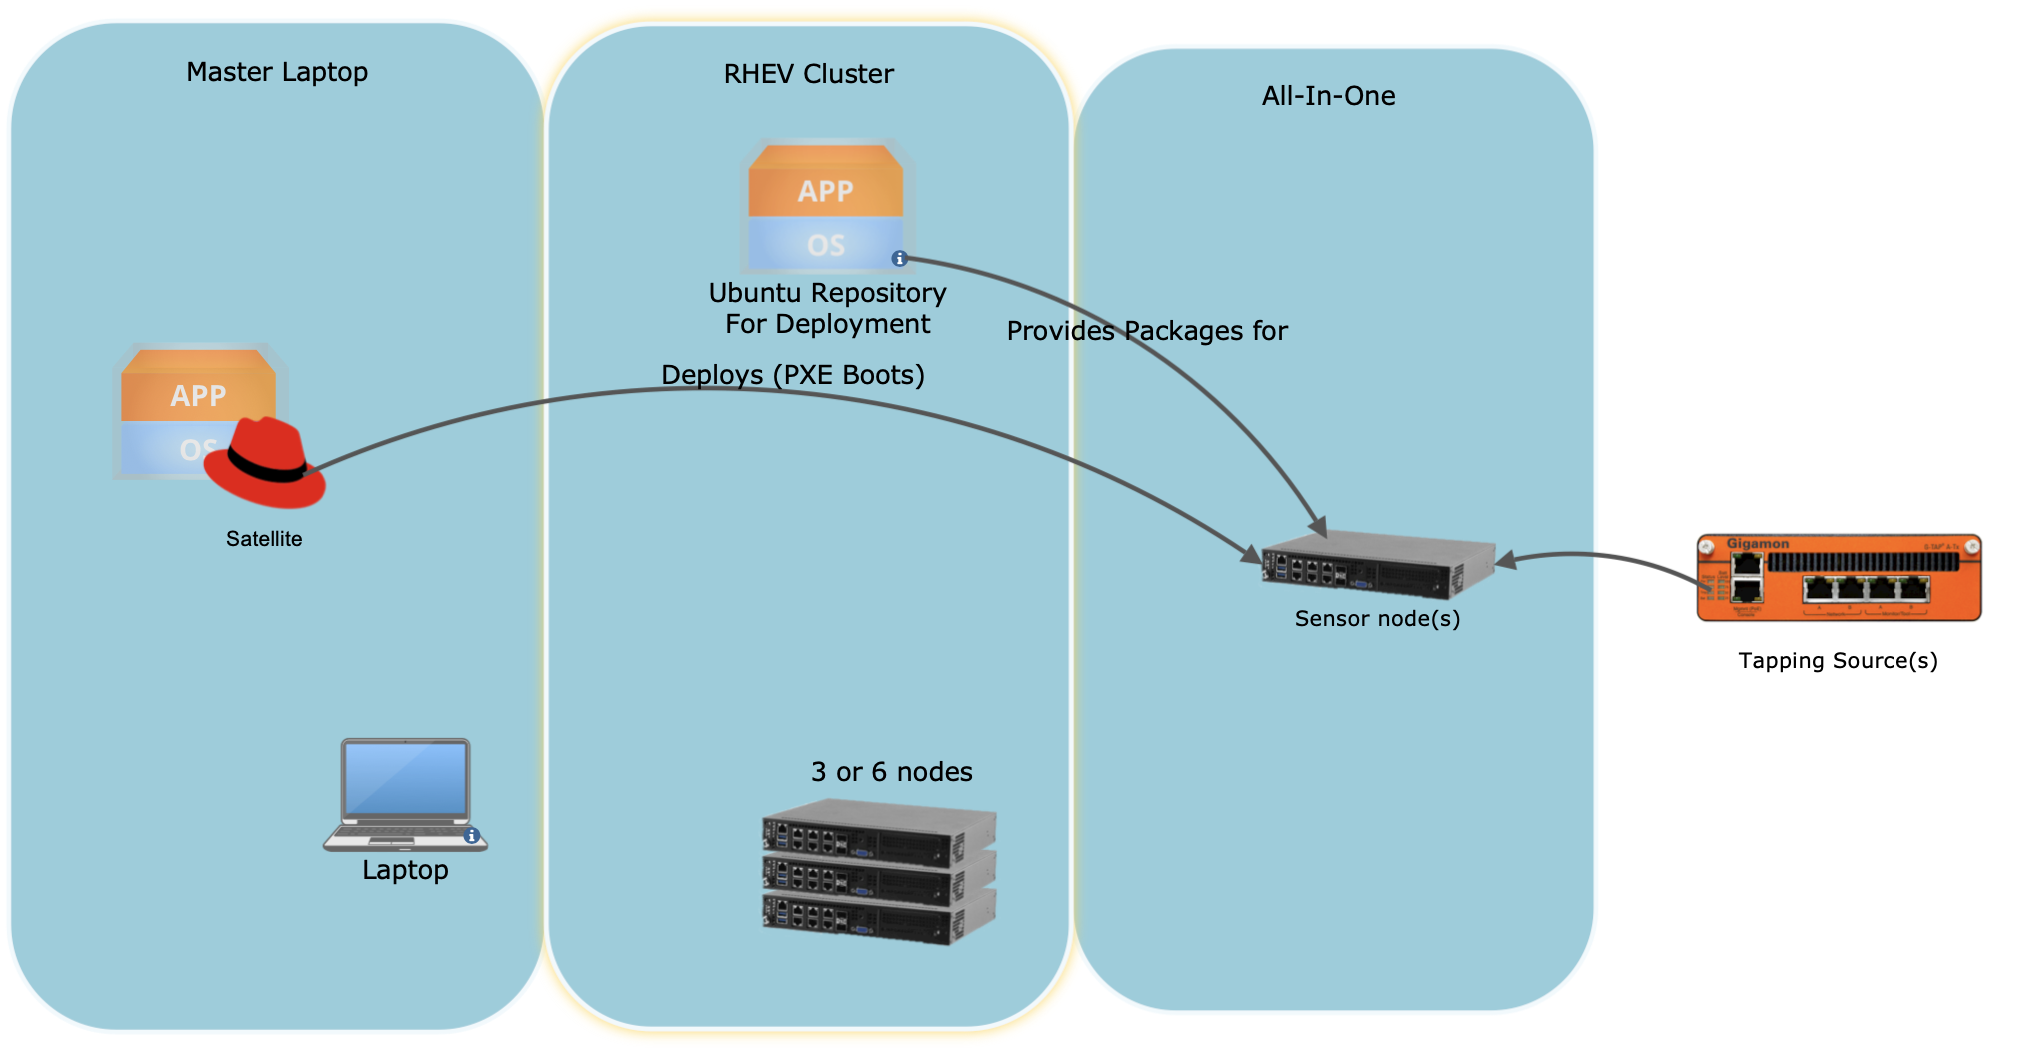 Master Laptop
RHEV Cluster
All-In-One
APP
OS
Ubuntu Repository
For Deployment
Provides Packages for
Deploys (PXE Boots)
APP
OS
Satellite
Gigamon
Sensor node(s)
Tapping Source(s)
3 or 6 nodes
Laptop